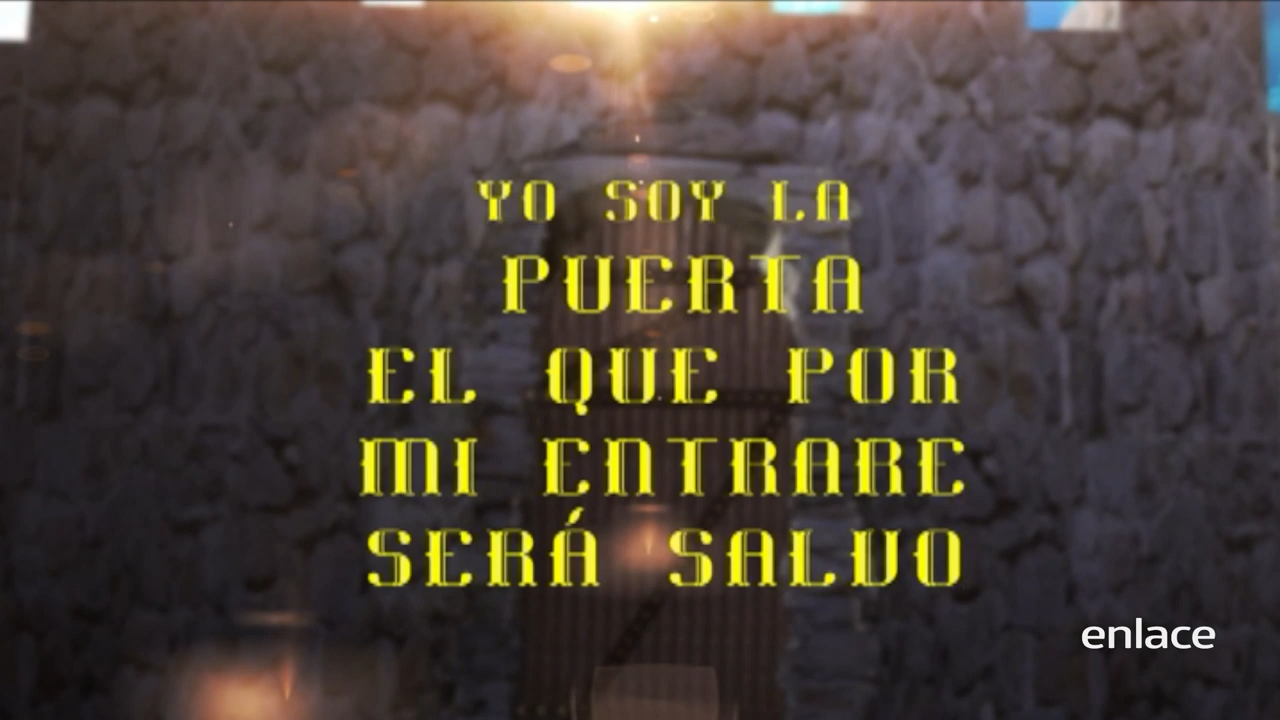 YO SOY LA
PUERTA
EL QUE POR
MI ENTRARE
SERÁ SALVO
enlace